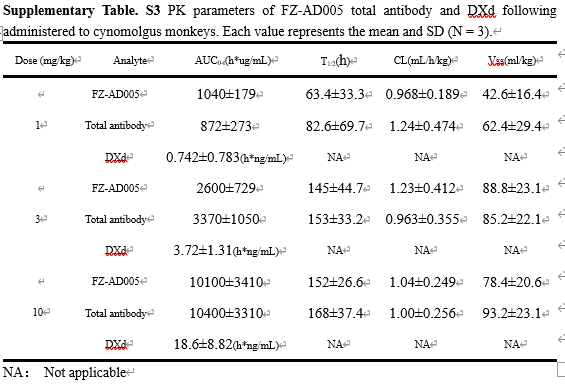 Supplementary Table. S3 PK parameters of FZ-AD005 total antibody and DXd following
administered to cynomolgus monkeys. Each value represents the mean and SD (N = 3).
Dose (mg/kg) Analyte AUC0-t(h*ug/mL) T1/2(h) CL(mL/h/kg) Vss(ml/kg)
FZ-AD005 1040±179 63.4±33.3 0.968±0.189 42.6±16.4
1 Total antibody 872±273 82.6±69.7 1.24±0.474 62.4±29.4
DXd 0.742±0.783(h*ng/mL) NA NA NA
FZ-AD005 2600±729 145±44.7 1.23±0.412 88.8±23.1
3 Total antibody 3370±1050 153±33.2 0.963±0.355 85.2±22.1
DXd 3.72±1.31(h*ng/mL) NA NA NA
FZ-AD005 10100±3410 152±26.6 1.04±0.249 78.4±20.6
10 Total antibody 10400±3310 168±37.4 1.00±0.256 93.2±23.1
DXd 18.6±8.82(h*ng/mL) NA NA NA
NA： Not applicable